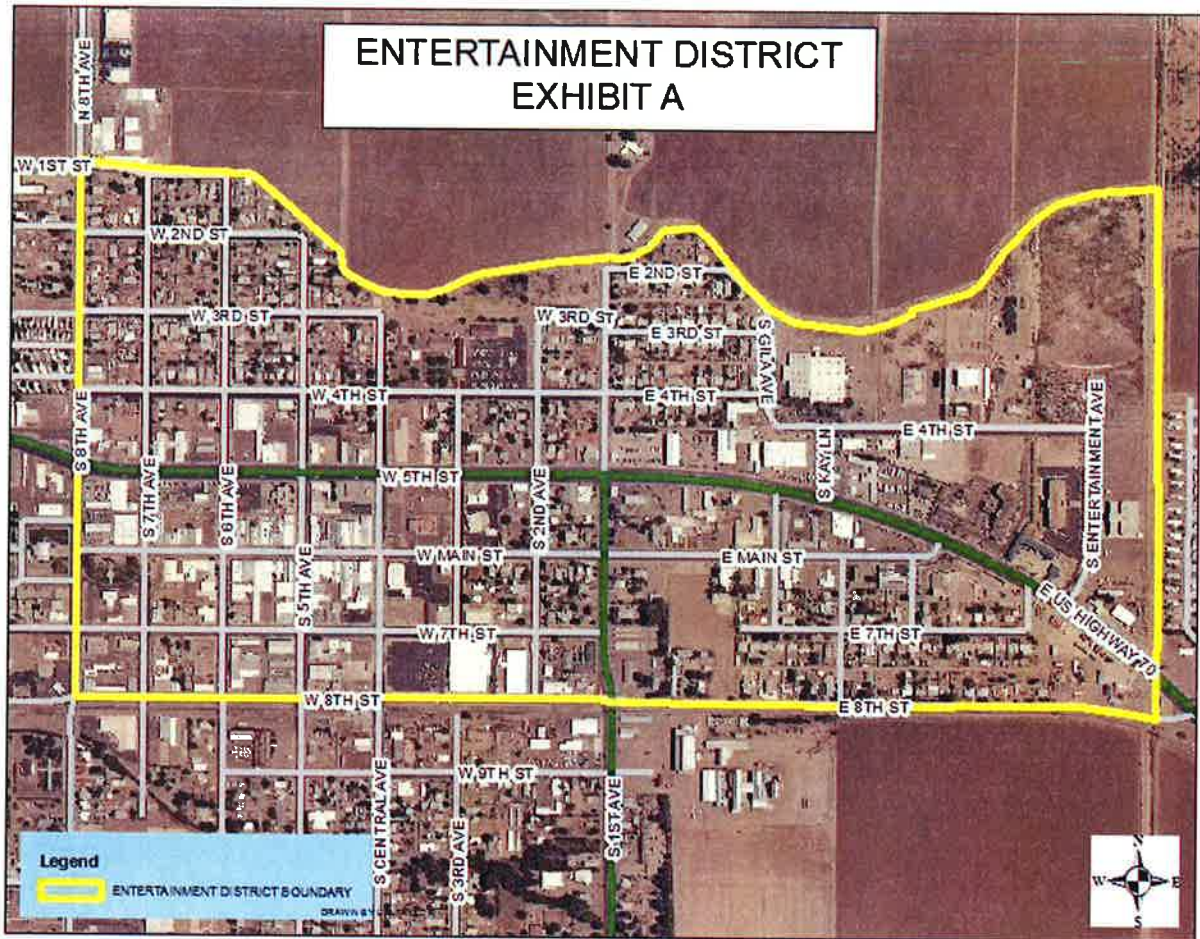 ENTERTAINMENT DISTRICT
EXHIBIT A
N 8TH AVE
W 1ST ST
W 2ND ST
E 2ND ST
W 3RD ST
W 3RD ST
E 3RD ST
S GILA AVE
W 4TH ST
E 4TH ST
E 4TH ST
S 8TH AVE
S 7TH AVE
S 6TH AVE
W 5TH ST
S 2ND AVE
S KAYLN
S ENTERTAINMENT AVE
W MAIN ST
E MAIN ST
S 5TH AVE
W 7TH ST
E 7TH ST
E US HIGHWAY 70
W 8TH ST
E 8TH ST
W 9TH ST
S CENTRAL AVE
S 3RD AVE
S 1ST AVE
Legend
ENTERTAINMENT DISTRICT BOUNDARY
DRAWN BY
N
W E
S